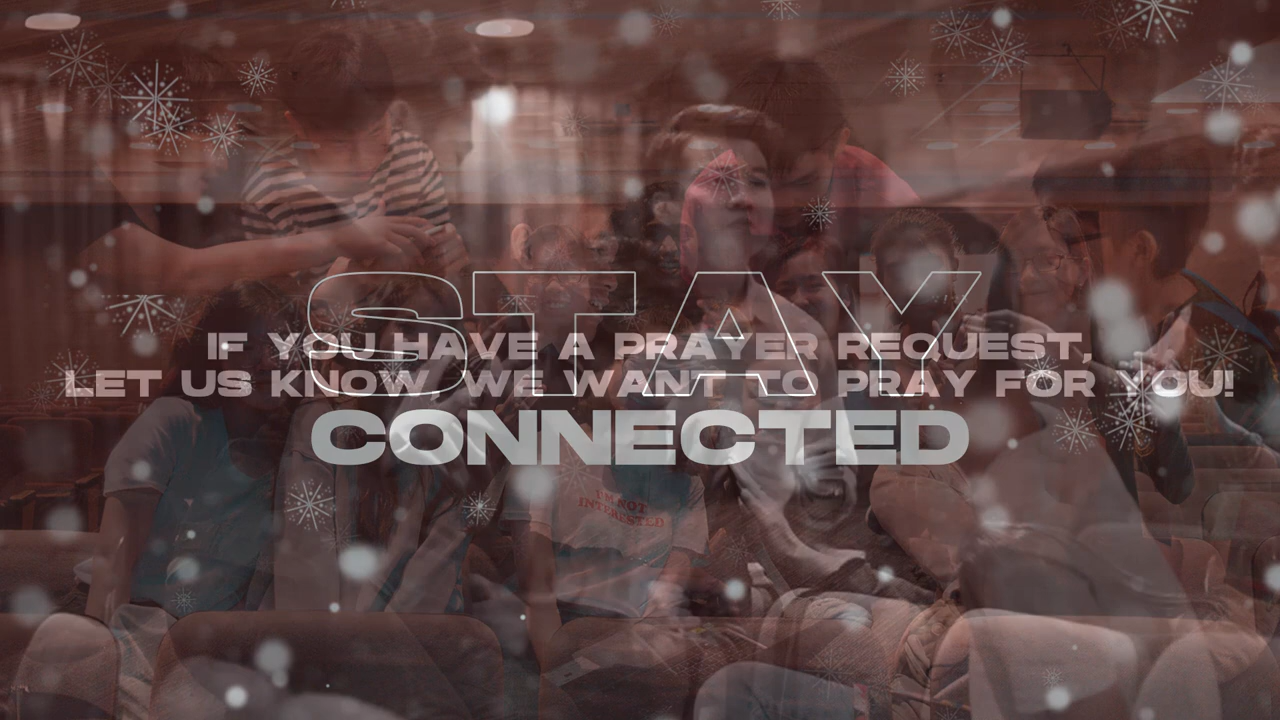 STAY
IF YOU HAVE A PRAYER REQUEST,
LET US KNOW, WE WANT TO PRAY FOR YOU!
CONNECTED
I'M NOT
INTERESTED